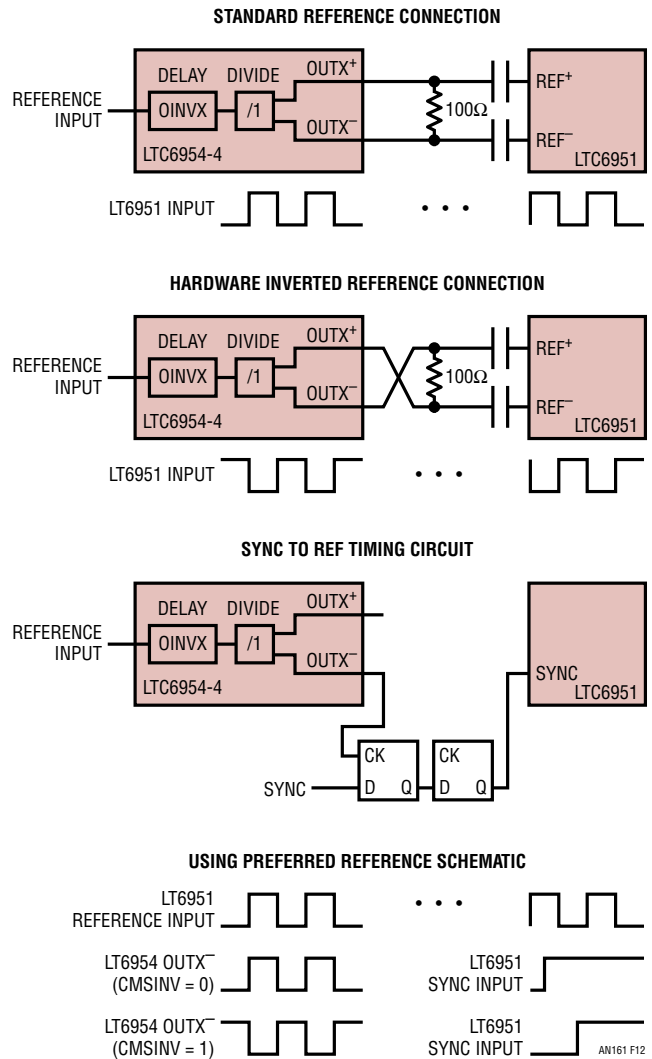 STANDARD REFERENCE CONNECTION
REFERENCE
INPUT
DELAY
DIVIDE
OINVX
/1
LTC6954-4
OUTX+
OUTX–
100Ω
REF+
REF–
LTC6951
LT6951 INPUT
• • •
HARDWARE INVERTED REFERENCE CONNECTION
REFERENCE
INPUT
DELAY
DIVIDE
OINVX
/1
LTC6954-4
OUTX+
OUTX–
100Ω
REF+
REF–
LTC6951
LT6951 INPUT
• • •
SYNC TO REF TIMING CIRCUIT
REFERENCE
INPUT
DELAY
DIVIDE
OINVX
/1
LTC6954-4
OUTX+
OUTX–
SYNC
LTC6951
SYNC
CK
D
Q
CK
D
Q
USING PREFERRED REFERENCE SCHEMATIC
LT6951
REFERENCE INPUT
• • •
LT6954 OUTX–
(CMSINV = 0)
LT6951
SYNC INPUT
LT6954 OUTX–
(CMSINV = 1)
LT6951
SYNC INPUT
AN161 F12